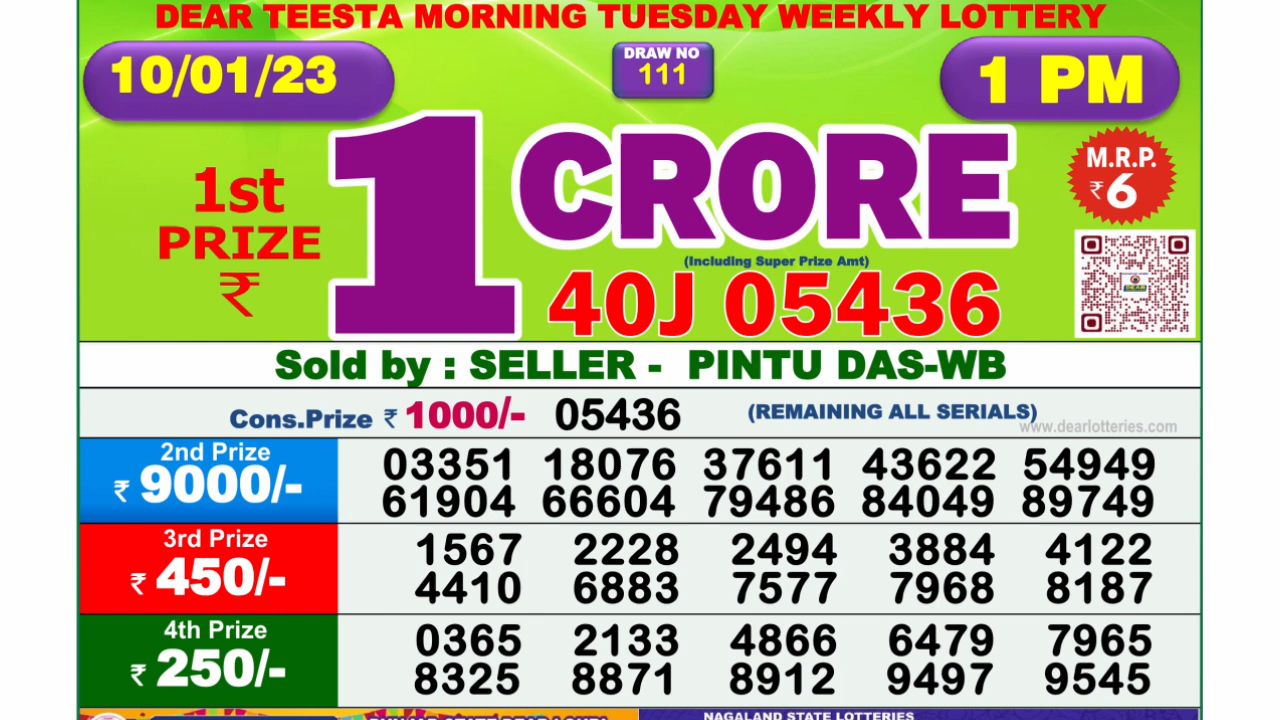 DEAR TEESTA MORNING TUESDAY WEEKLY LOTTERY
10/01/23
DRAW NO
111
1 PM
1st
PRIZE
₹
1 CRORE
(Including Super Prize Amt)
40J 05436
M.R.P.
₹ 6
Sold by : SELLER - PINTU DAS-WB
Cons.Prize ₹ 1000/- 05436 (REMAINING ALL SERIALS)
www.dearlotteries.com
2nd Prize
₹ 9000/-
03351 18076 37611 43622 54949
61904 66604 79486 84049 89749
3rd Prize
₹ 450/-
1567 2228 2494 3884 4122
4410 6883 7577 7968 8187
4th Prize
₹ 250/-
0365 2133 4866 6479 7965
8325 8871 8912 9497 9545
NAGALAND STATE LOTTERIES